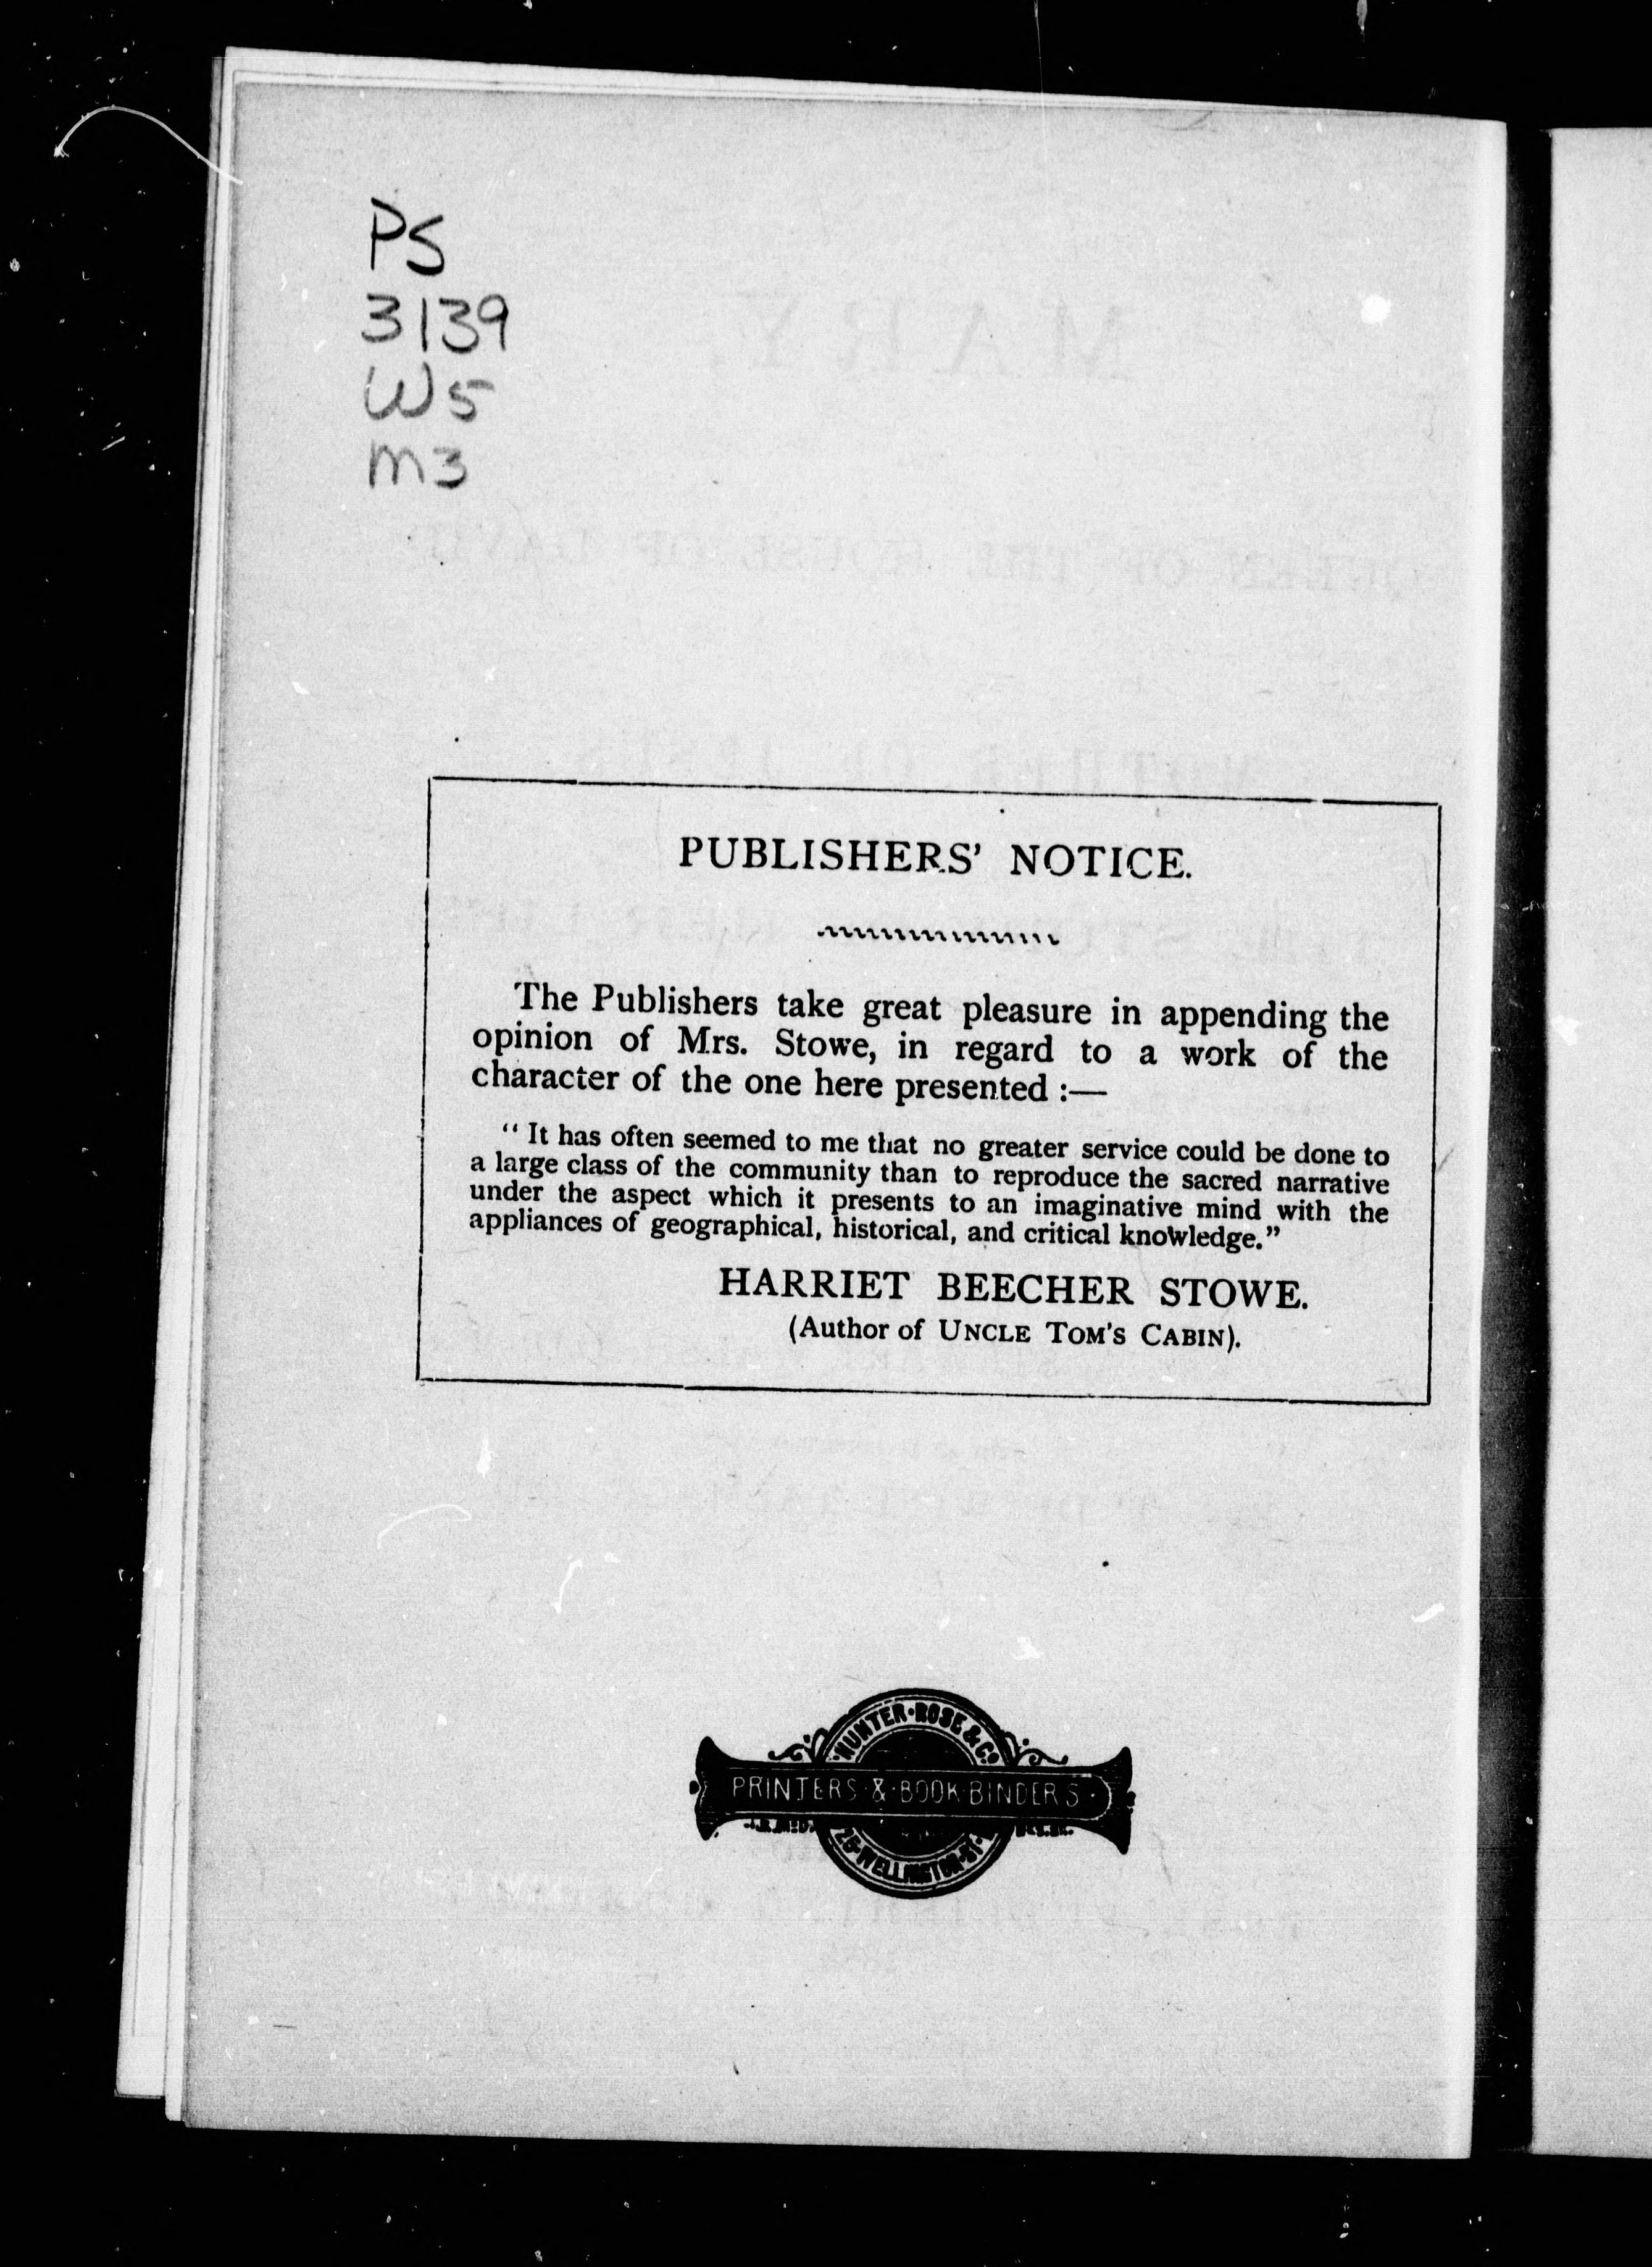 PS
3139
W5
M3
PUBLISHERS' NOTICE.
The Publishers take great pleasure in appending the
opinion of Mrs. Stowe, in regard to a work of the
character of the one here presented :—
“ It has often seemed to me that no greater service could be done to
a large class of the community than to reproduce the sacred narrative
under the aspect which it presents to an imaginative mind with the
appliances of geographical, historical, and critical knowledge.”
HARRIET BEECHER STOWE.
(Author of UNCLE TOM'S CABIN).
HUNTER·ROSE & Co
PRINTERS·&·BOOK·BINDERS·
25·WELLINGTON·ST·